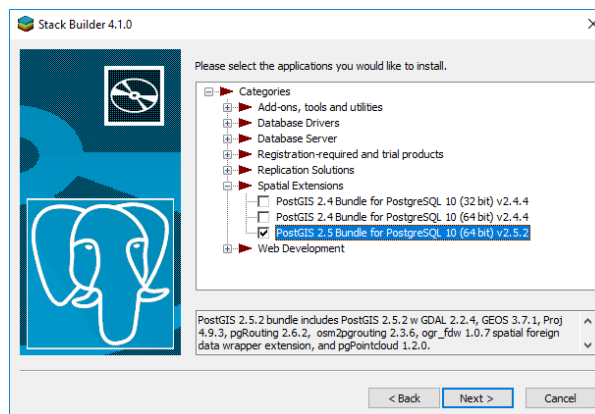 Stack Builder 4.1.0
Please select the applications you would like to install.
Categories
Add-ons, tools and utilities
Database Drivers
Database Server
Registration-required and trial products
Replication Solutions
Spatial Extensions
PostGIS 2.4 Bundle for PostgreSQL 10 (32 bit) v2.4.4
PostGIS 2.4 Bundle for PostgreSQL 10 (64 bit) v2.4.4
PostGIS 2.5 Bundle for PostgreSQL 10 (64 bit) v2.5.2
Web Development
PostGIS 2.5.2 bundle includes PostGIS 2.5.2 w GDAL 2.2.4, GEOS 3.7.1, Proj
4.9.3, pgRouting 2.6.2, osm2pgrouting 2.3.6, ogr_fdw 1.0.7 spatial foreign
data wrapper extension, and pgPointcloud 1.2.0.
< Back
Next >
Cancel